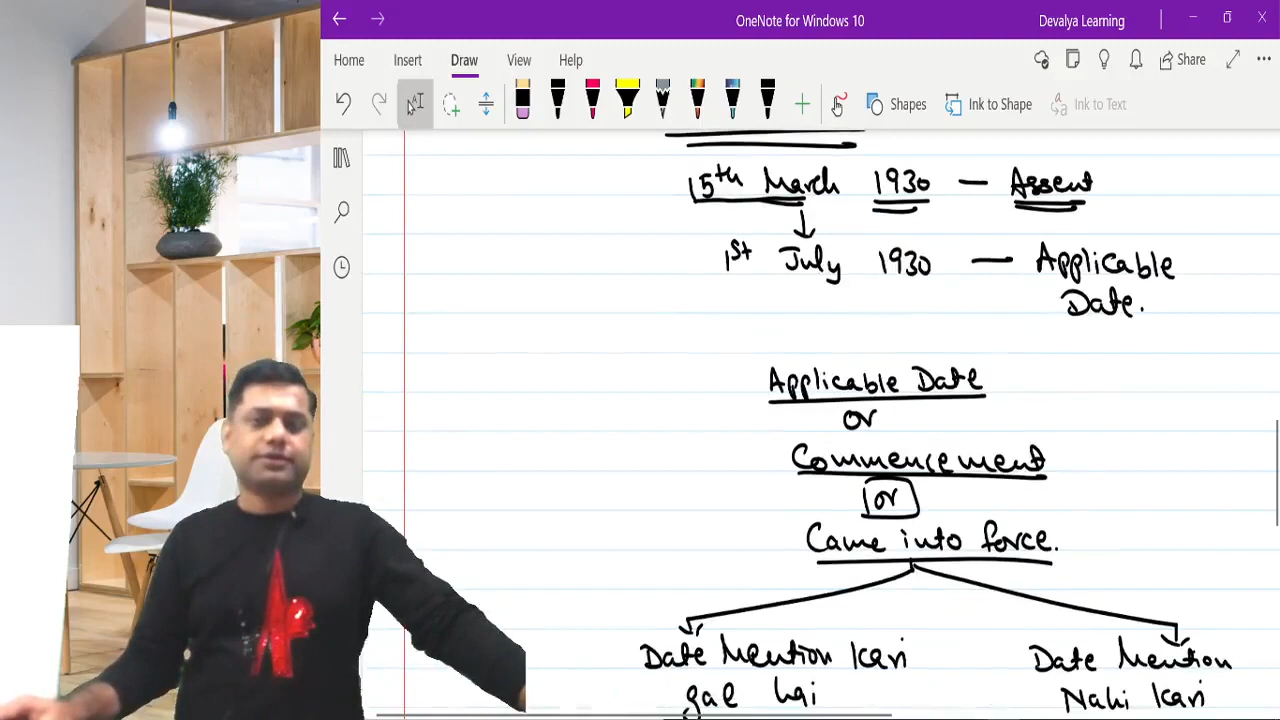 OneNote for Windows 10
Devalya Learning
Home Insert Draw View Help
Share
Shapes
Ink to Shape
Ink to Text
15th March 1930 — Assent
1st July 1930 — Applicable
Date.
Applicable Date
or
Commencement
or
Came into force.
Date Mention kari
gae hai
Date Mention
Nahi kari